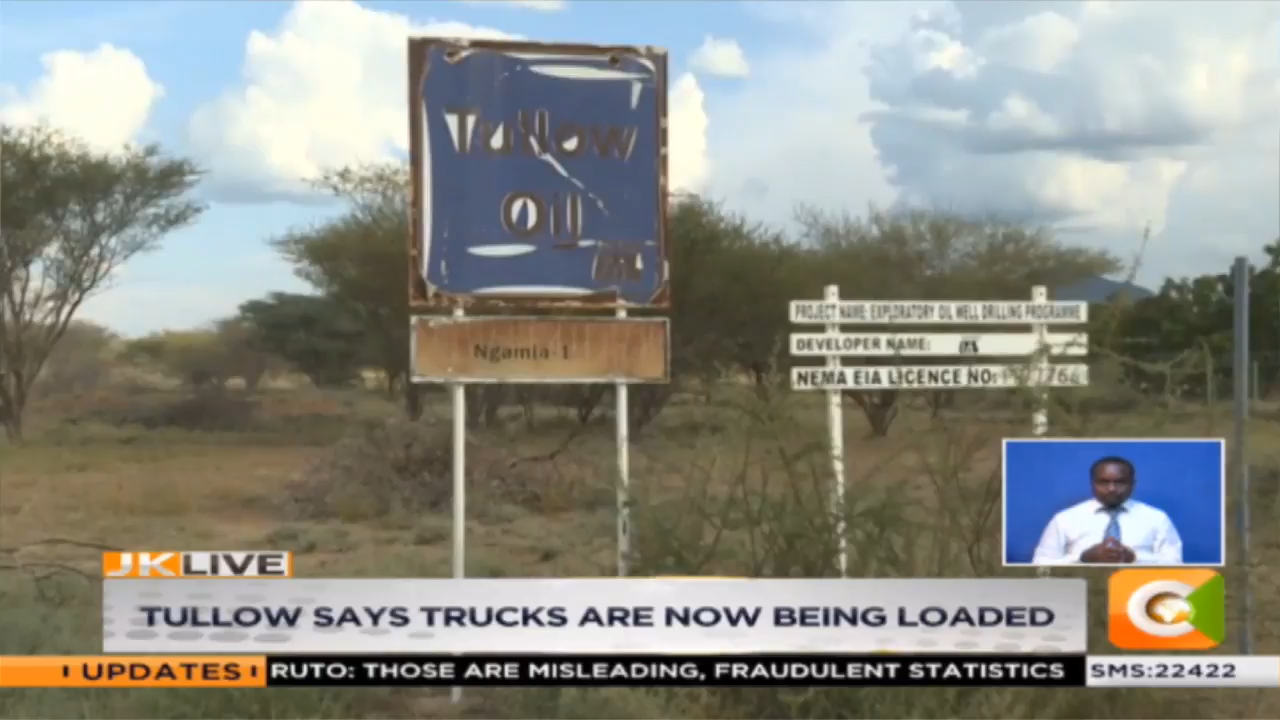 Tullow
Oil
Ngamia-1
PROJECT NAME: EXPLORATORY OIL WELL DRILLING PROGRAMME
DEVELOPER NAME:
NEMA EIA LICENCE NO:
JKLIVE
TULLOW SAYS TRUCKS ARE NOW BEING LOADED
UPDATES
RUTO: THOSE ARE MISLEADING, FRAUDULENT STATISTICS
SMS:22422